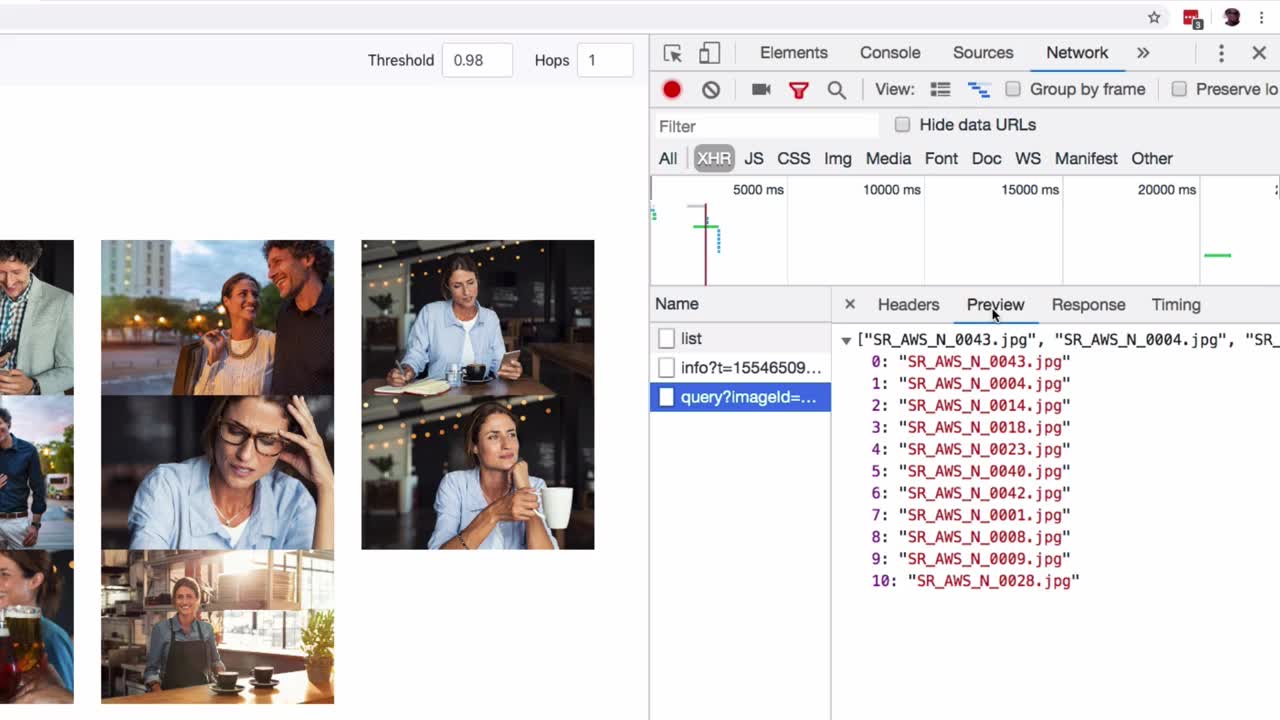 3
Threshold 0.98 Hops 1
Elements Console Sources Network »
View: Group by frame Preserve lo
Filter
Hide data URLs
All XHR JS CSS Img Media Font Doc WS Manifest Other
5000 ms 10000 ms 15000 ms 20000 ms
Name
× Headers Preview Response Timing
list
info?t=15546509...
query?imageId=...
["SR_AWS_N_0043.jpg", "SR_AWS_N_0004.jpg", "SR_
0: "SR_AWS_N_0043.jpg"
1: "SR_AWS_N_0004.jpg"
2: "SR_AWS_N_0014.jpg"
3: "SR_AWS_N_0018.jpg"
4: "SR_AWS_N_0023.jpg"
5: "SR_AWS_N_0040.jpg"
6: "SR_AWS_N_0042.jpg"
7: "SR_AWS_N_0001.jpg"
8: "SR_AWS_N_0008.jpg"
9: "SR_AWS_N_0009.jpg"
10: "SR_AWS_N_0028.jpg"